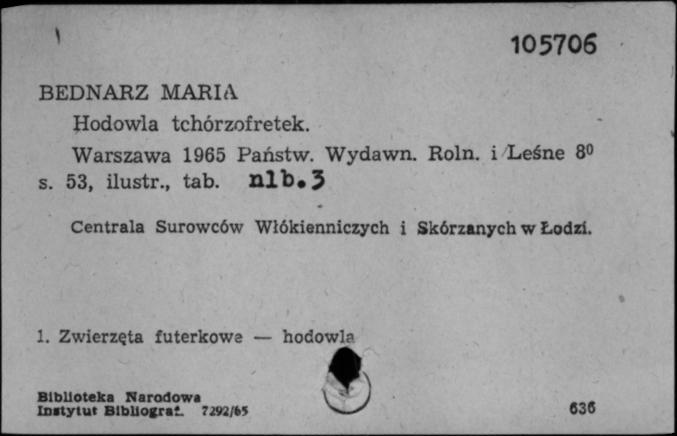 105706
BEDNARZ MARIA
Hodowla tchórzofretek.
Warszawa 1965 Państw. Wydawn. Roln. i Leśne 8⁰
s. 53, ilustr., tab. nlb. 3
Centrala Surowców Włókienniczych i Skórzanych w Łodzi.
1. Zwierzęta futerkowe — hodowla
Biblioteka Narodowa
Instytut Bibliograf. 7292/65
636